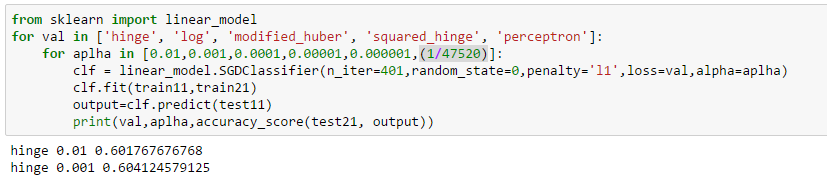 from sklearn import linear_model
for val in ['hinge', 'log', 'modified_huber', 'squared_hinge', 'perceptron']:
    for aplha in [0.01,0.001,0.0001,0.00001,0.000001,(1/47520)]:
        clf = linear_model.SGDClassifier(n_iter=401,random_state=0,penalty='l1',loss=val,alpha=aplha)
        clf.fit(train11,train21)
        output=clf.predict(test11)
        print(val,aplha,accuracy_score(test21, output))
hinge 0.01 0.601767676768
hinge 0.001 0.604124579125